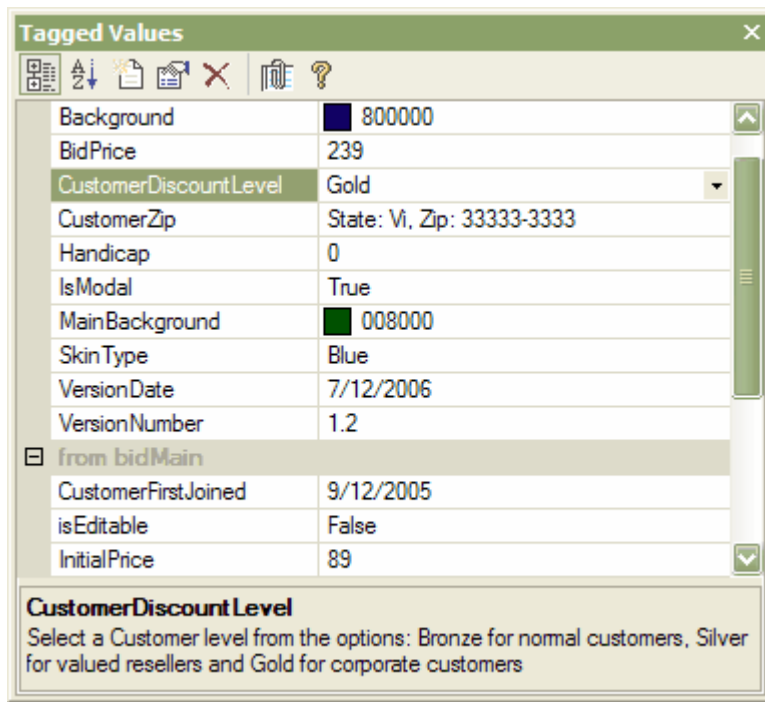 Tagged Values
Background 800000
BidPrice 239
CustomerDiscountLevel Gold
CustomerZip State: Vi, Zip: 33333-3333
Handicap 0
IsModal True
MainBackground 008000
SkinType Blue
VersionDate 7/12/2006
VersionNumber 1.2
from bidMain
CustomerFirstJoined 9/12/2005
isEditable False
InitialPrice 89
CustomerDiscountLevel
Select a Customer level from the options: Bronze for normal customers, Silver
for valued resellers and Gold for corporate customers